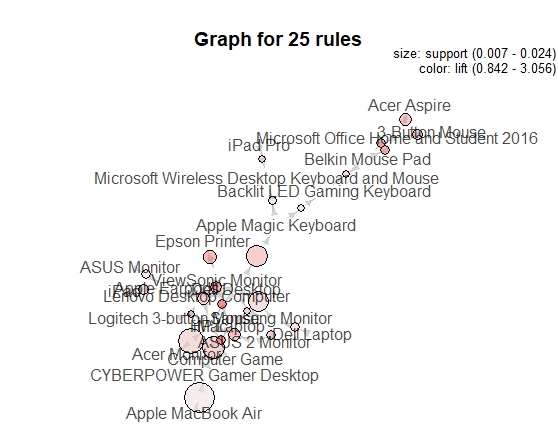 Graph for 25 rules
size: support (0.007 - 0.024)
color: lift (0.842 - 3.056)
Acer Aspire
3-Button Mouse
Microsoft Office Home and Student 2016
iPad Pro
Belkin Mouse Pad
Microsoft Wireless Desktop Keyboard and Mouse
Backlit LED Gaming Keyboard
Apple Magic Keyboard
Epson Printer
ASUS Monitor
ViewSonic Monitor
Apple Earpods
Desktop
iPad
Lenovo Desktop Computer
Logitech 3-button Mouse
Samsung Monitor
iMac
HP Laptop
Dell Laptop
ASUS 2 Monitor
Acer Monitor
Computer Game
CYBERPOWER Gamer Desktop
Apple MacBook Air